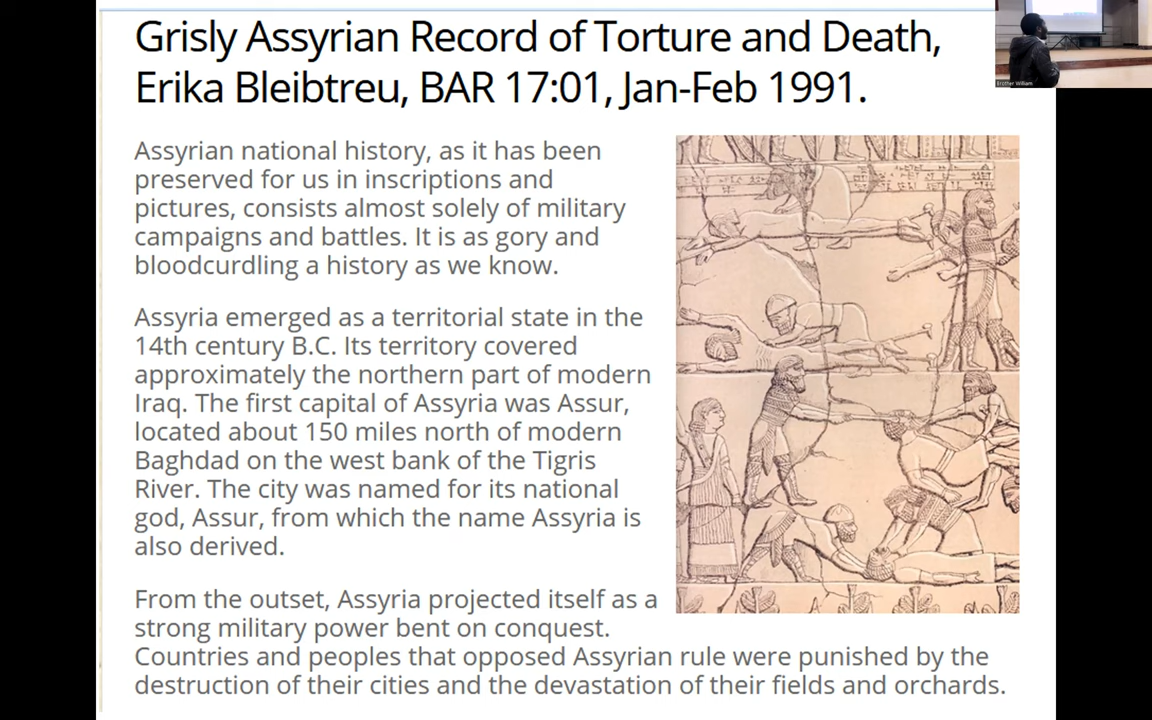 Grisly Assyrian Record of Torture and Death,
Erika Bleibtreu, BAR 17:01, Jan-Feb 1991.
Assyrian national history, as it has been
preserved for us in inscriptions and
pictures, consists almost solely of military
campaigns and battles. It is as gory and
bloodcurdling a history as we know.
Assyria emerged as a territorial state in the
14th century B.C. Its territory covered
approximately the northern part of modern
Iraq. The first capital of Assyria was Assur,
located about 150 miles north of modern
Baghdad on the west bank of the Tigris
River. The city was named for its national
god, Assur, from which the name Assyria is
also derived.
From the outset, Assyria projected itself as a
strong military power bent on conquest.
Countries and peoples that opposed Assyrian rule were punished by the
destruction of their cities and the devastation of their fields and orchards.
Brother William